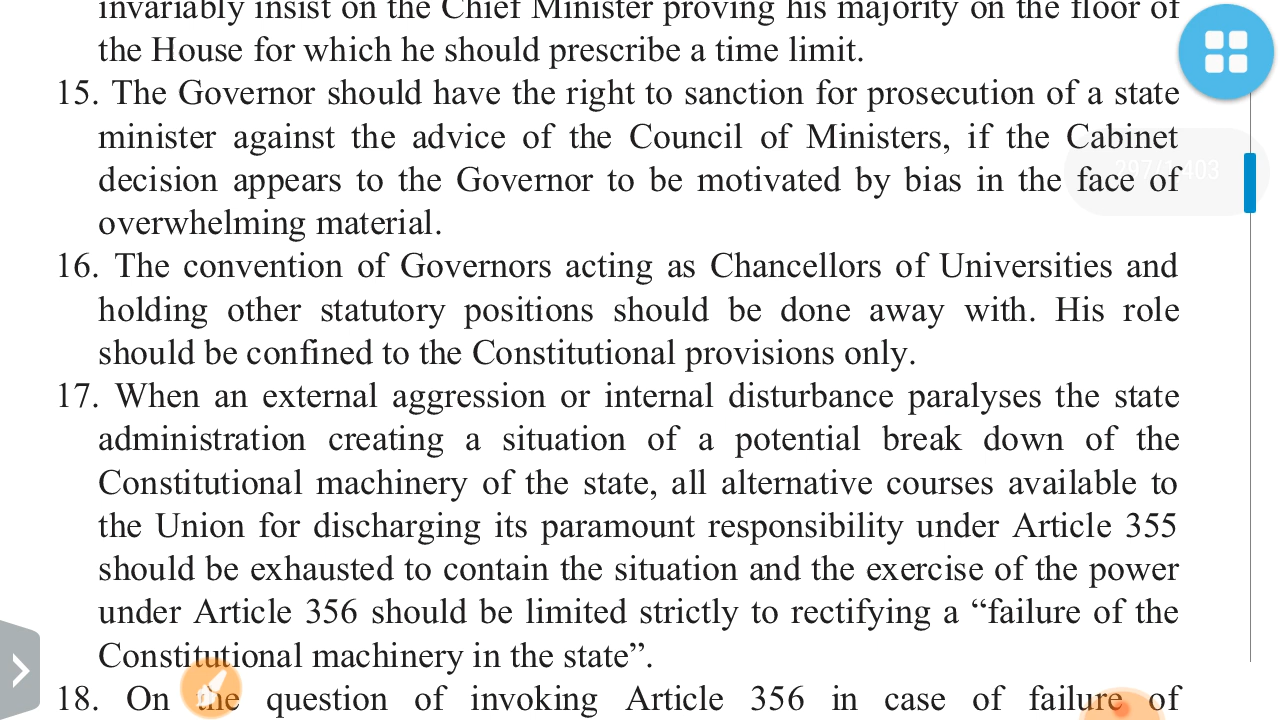 invariably insist on the Chief Minister proving his majority on the floor of
the House for which he should prescribe a time limit.
15. The Governor should have the right to sanction for prosecution of a state
minister against the advice of the Council of Ministers, if the Cabinet
decision appears to the Governor to be motivated by bias in the face of
overwhelming material.
16. The convention of Governors acting as Chancellors of Universities and
holding other statutory positions should be done away with. His role
should be confined to the Constitutional provisions only.
17. When an external aggression or internal disturbance paralyses the state
administration creating a situation of a potential break down of the
Constitutional machinery of the state, all alternative courses available to
the Union for discharging its paramount responsibility under Article 355
should be exhausted to contain the situation and the exercise of the power
under Article 356 should be limited strictly to rectifying a “failure of the
Constitutional machinery in the state”.
18. On the question of invoking Article 356 in case of failure of